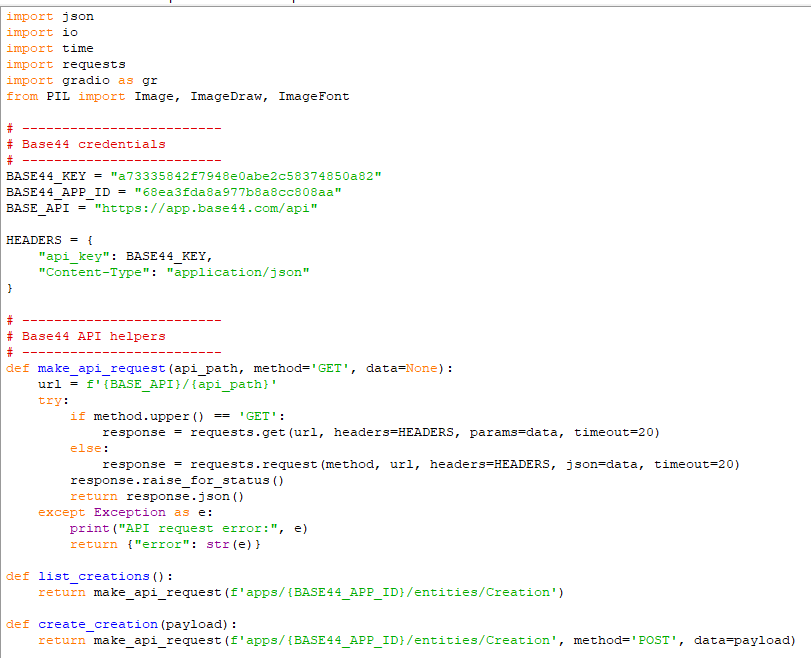 import json
import io
import time
import requests
import gradio as gr
from PIL import Image, ImageDraw, ImageFont

# -------------------------
# Base44 credentials
# -------------------------
BASE44_KEY = "a73335842f7948e0abe2c58374850a82"
BASE44_APP_ID = "68ea3fda8a977b8a8cc808aa"
BASE_API = "https://app.base44.com/api"

HEADERS = {
    "api_key": BASE44_KEY,
    "Content-Type": "application/json"
}

# -------------------------
# Base44 API helpers
# -------------------------
def make_api_request(api_path, method='GET', data=None):
    url = f'{BASE_API}/{api_path}'
    try:
        if method.upper() == 'GET':
            response = requests.get(url, headers=HEADERS, params=data, timeout=20)
        else:
            response = requests.request(method, url, headers=HEADERS, json=data, timeout=20)
        response.raise_for_status()
        return response.json()
    except Exception as e:
        print("API request error:", e)
        return {"error": str(e)}

def list_creations():
    return make_api_request(f'apps/{BASE44_APP_ID}/entities/Creation')

def create_creation(payload):
    return make_api_request(f'apps/{BASE44_APP_ID}/entities/Creation', method='POST', data=payload)